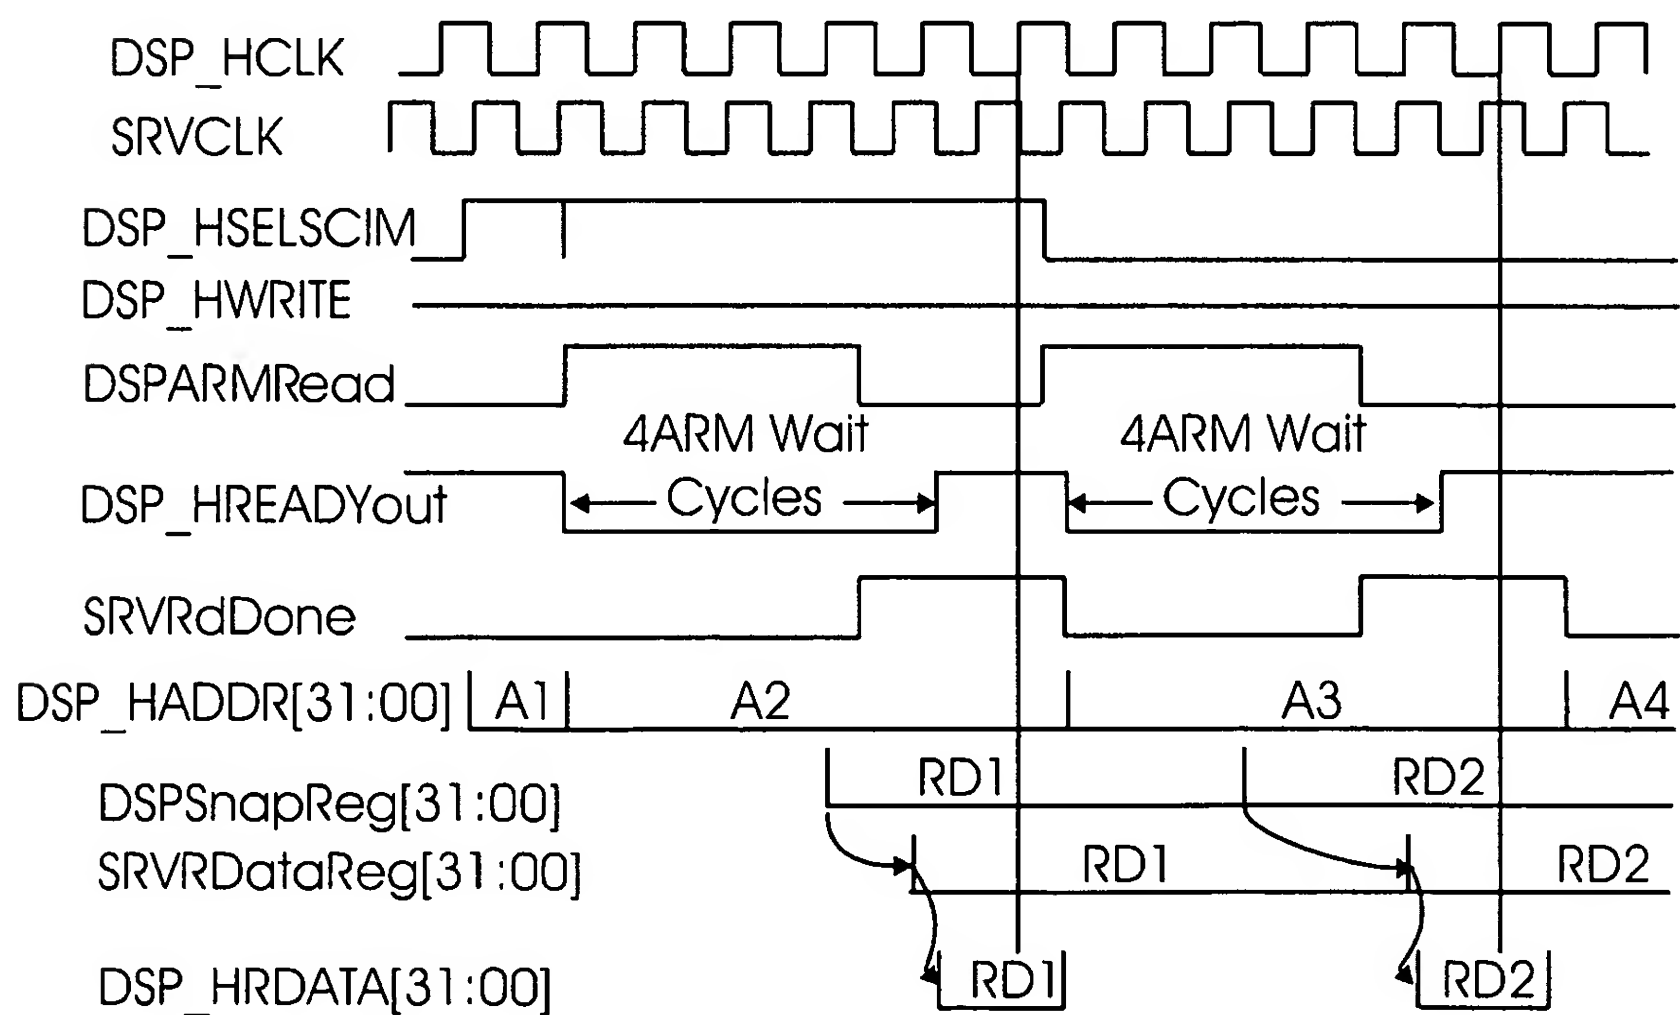 DSP_HCLK
SRVCLK
DSP_HSELSCIM
DSP_HWRITE
DSPARMRead
4ARM Wait 4ARM Wait
DSP_HREADYout Cycles Cycles
SRVRdDone
DSP_HADDR[31:00] A1 A2 A3 A4
DSPSnapReg[31:00] RD1 RD2
SRVRDataReg[31:00] RD1 RD2
DSP_HRDATA[31:00] RD1 RD2